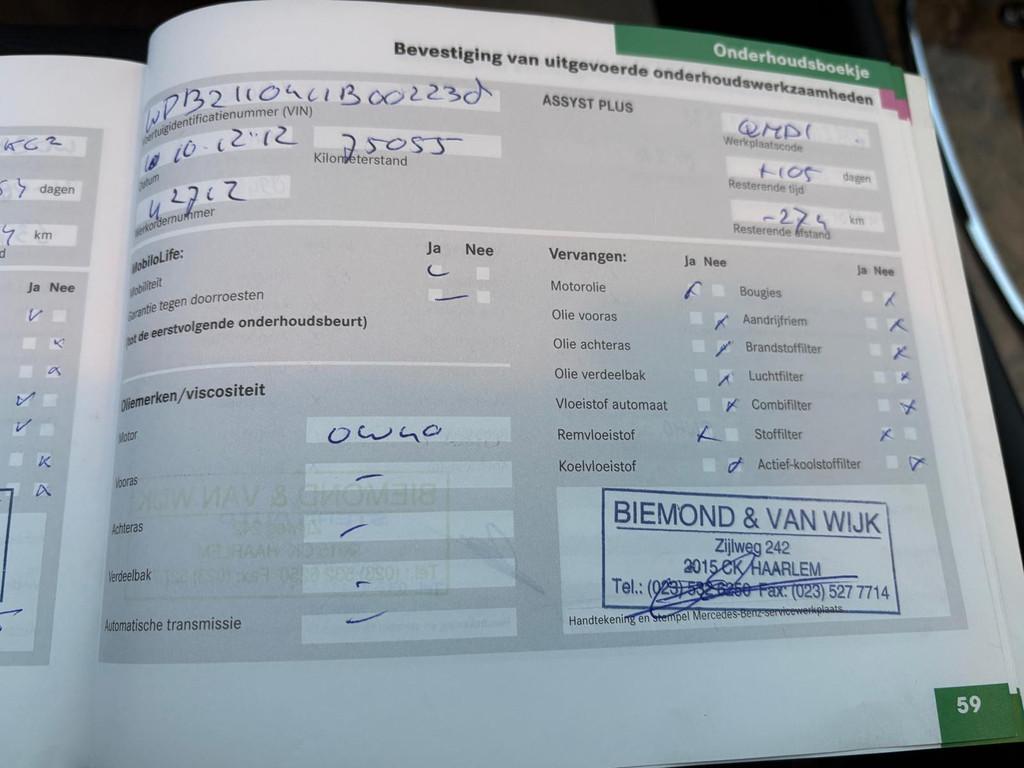 Onderhoudsboekje
Bevestiging van uitgevoerde onderhoudswerkzaamheden
ASSYST PLUS
Voertuigidentificatienummer (VIN)
10-12-12
Datum
75055
Kilometerstand
Werkplaatscode
Resterende tijd
dagen
Werkordernummer
-274 km
Resterende afstand
MobiloLife:
Ja Nee
Mobiliteit
Garantie tegen doorroesten
(tot de eerstvolgende onderhoudsbeurt)
Oliemerken/viscositeit
Motor
0W40
Vooras
Achteras
Verdeelbak
Automatische transmissie
Vervangen:
Ja Nee
Ja Nee
Motorolie
Bougies
Olie vooras
Aandrijfriem
Olie achteras
Brandstoffilter
Olie verdeelbak
Luchtfilter
Vloeistof automaat
Combifilter
Remvloeistof
Stoffilter
Koelvloeistof
Actief-koolstoffilter
BIEMOND & VAN WIJK
Zijlweg 242
2015 CK HAARLEM
Tel.: (023) 532 6250 Fax: (023) 527 7714
Handtekening en stempel Mercedes-Benz-servicewerkplaats
59
dagen
km
Ja Nee